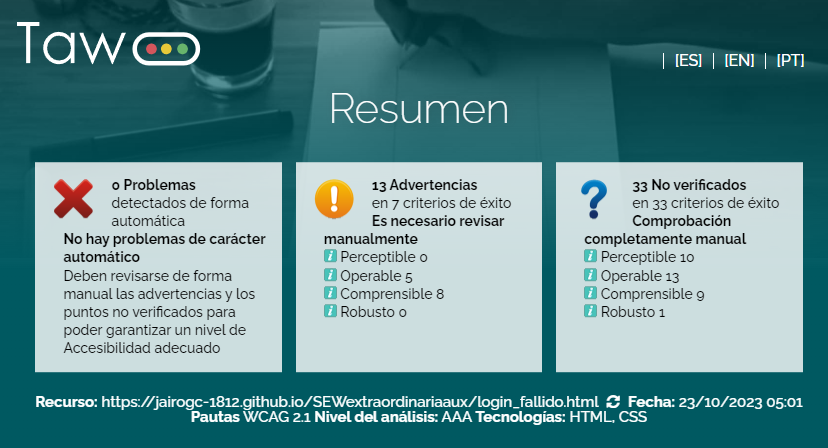 Taw
[ES] [EN] [PT]
Resumen
0 Problemas
detectados de forma
automática
No hay problemas de carácter
automático
Deben revisarse de forma
manual las advertencias y los
puntos no verificados para
poder garantizar un nivel de
Accesibilidad adecuado
13 Advertencias
en 7 criterios de éxito
Es necesario revisar
manualmente
Perceptible 0
Operable 5
Comprensible 8
Robusto 0
33 No verificados
en 33 criterios de éxito
Comprobación
completamente manual
Perceptible 10
Operable 13
Comprensible 9
Robusto 1
Recurso: https://jairogc-1812.github.io/SEWextraordinariaaux/login_fallido.html Fecha: 23/10/2023 05:01
Pautas WCAG 2.1 Nivel del análisis: AAA Tecnologías: HTML, CSS